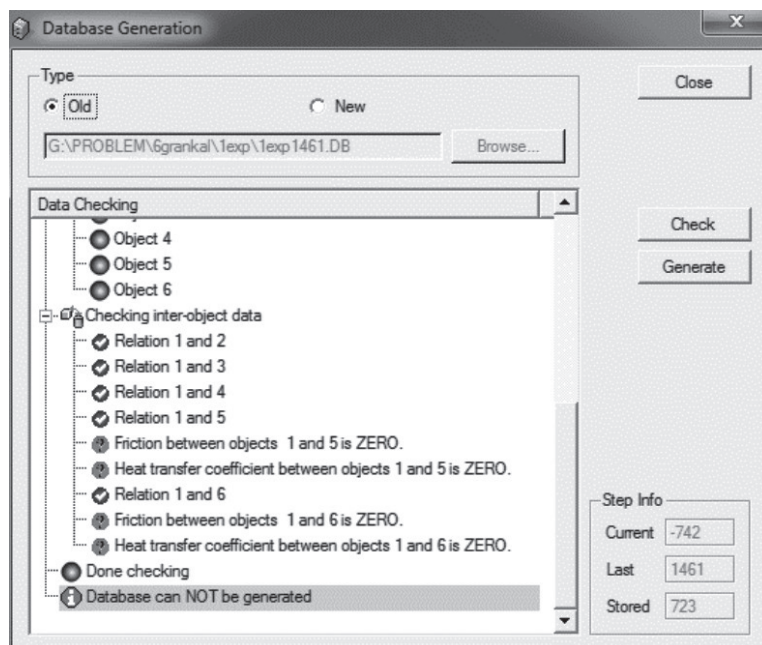 Database Generation
x
Type
Old
New
G:\PROBLEM\6grankal\1exp\1exp1461.DB
Browse...
Close
Data Checking
Check
Generate
Object 4
Object 5
Object 6
Checking inter-object data
Relation 1 and 2
Relation 1 and 3
Relation 1 and 4
Relation 1 and 5
Friction between objects 1 and 5 is ZERO.
Heat transfer coefficient between objects 1 and 5 is ZERO.
Relation 1 and 6
Friction between objects 1 and 6 is ZERO.
Heat transfer coefficient between objects 1 and 6 is ZERO.
Done checking
Database can NOT be generated
Step Info
Current -742
Last 1461
Stored 723